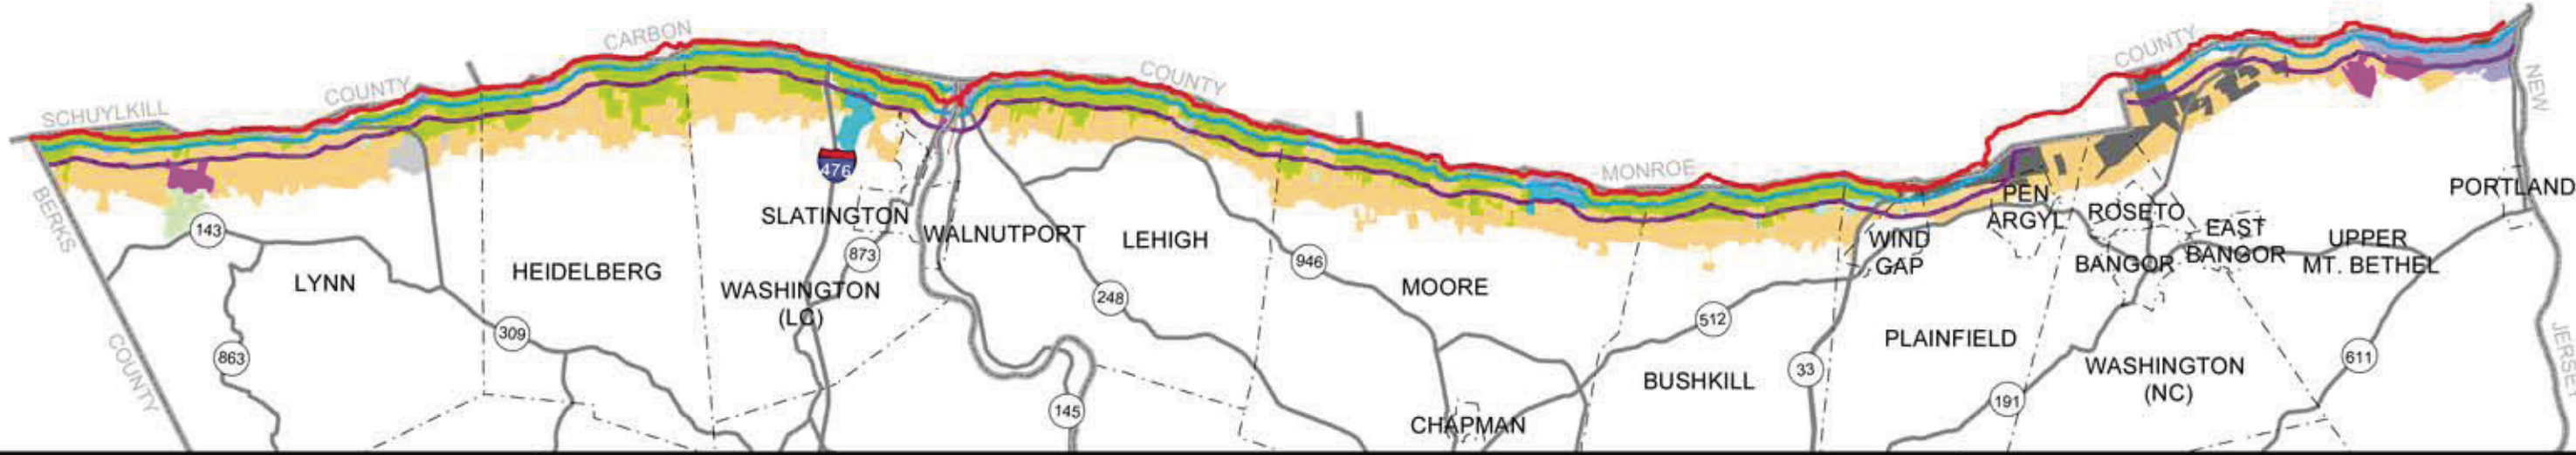 SCHUYLKILL
COUNTY
CARBON
COUNTY
MONROE
COUNTY
NEW
JERSEY
BERKS
COUNTY
476
SLATINGTON
WALNUTPORT
LEHIGH
LYNN
HEIDELBERG
WASHINGTON
(LC)
MOORE
BUSHKILL
CHAPMAN
WIND
GAP
PEN
ARGYL
ROSETO
BANGOR
EAST
BANGOR
UPPER
MT. BETHEL
PORTLAND
PLAINFIELD
WASHINGTON
(NC)
143
863
309
873
248
145
946
512
33
191
611